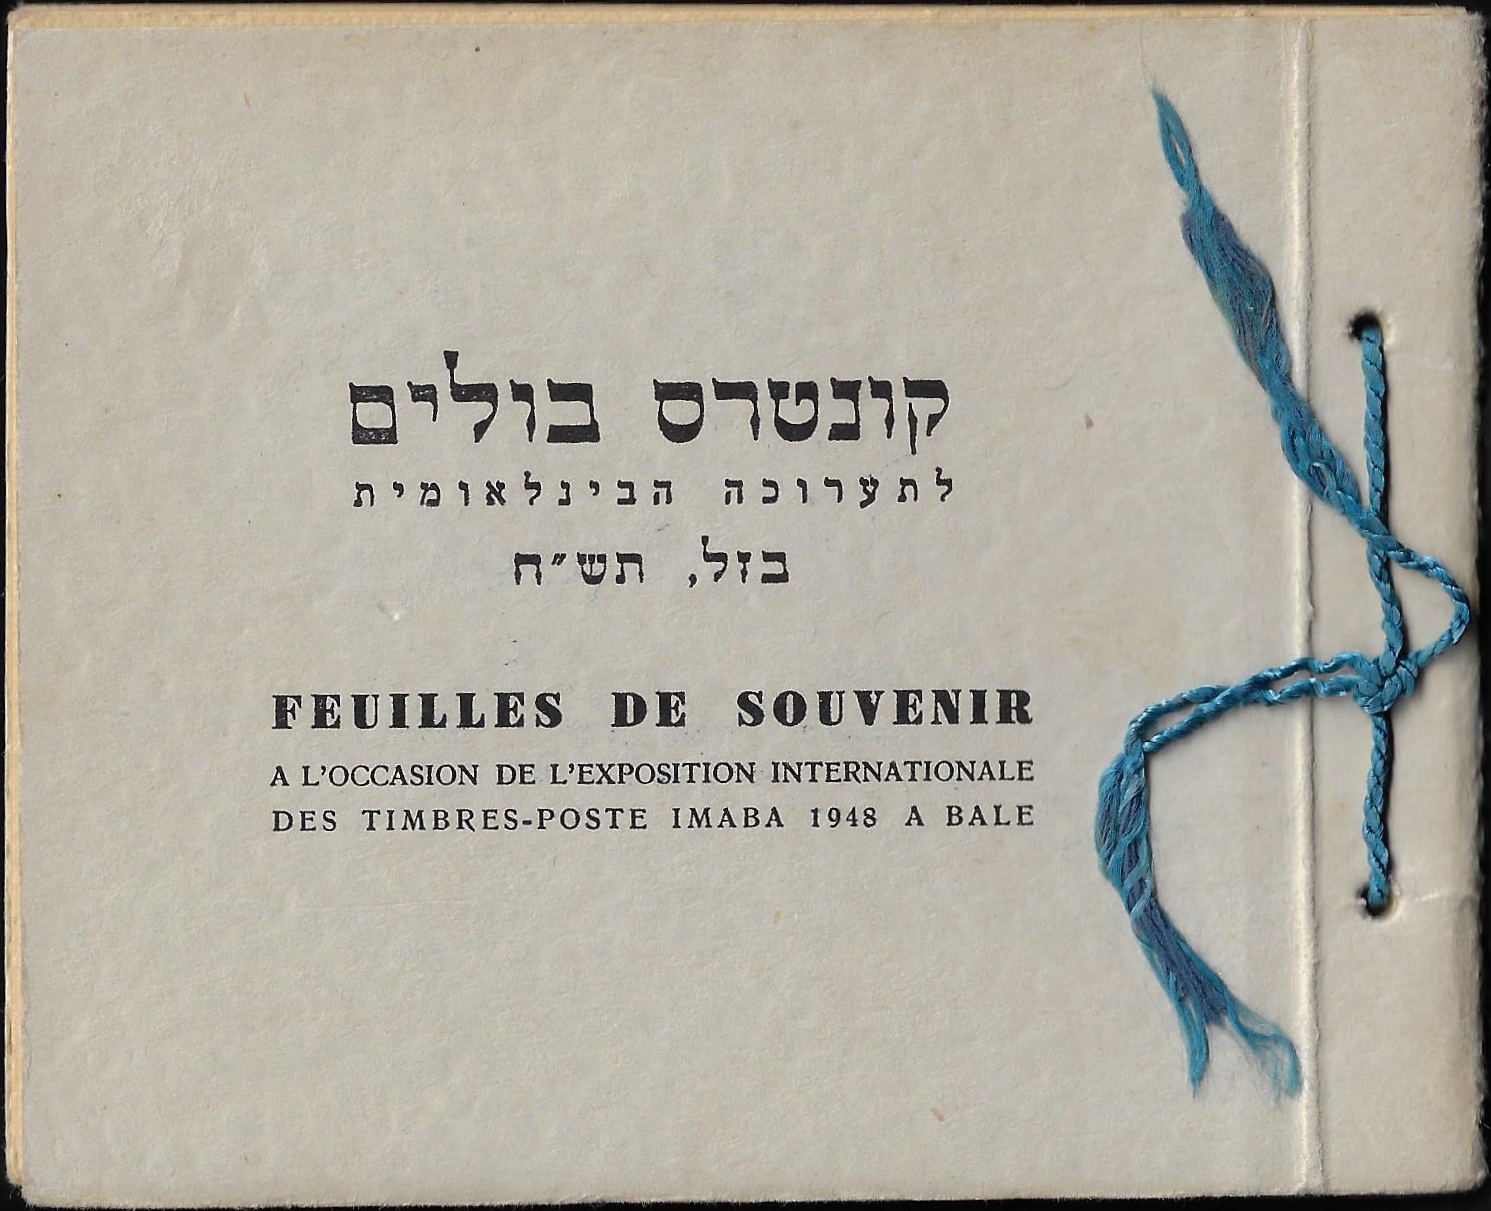 קונטרס בולים
לתערוכה הבינלאומית
בזל, תש״ח
FEUILLES DE SOUVENIR
A L'OCCASION DE L'EXPOSITION INTERNATIONALE
DES TIMBRES-POSTE IMABA 1948 A BALE